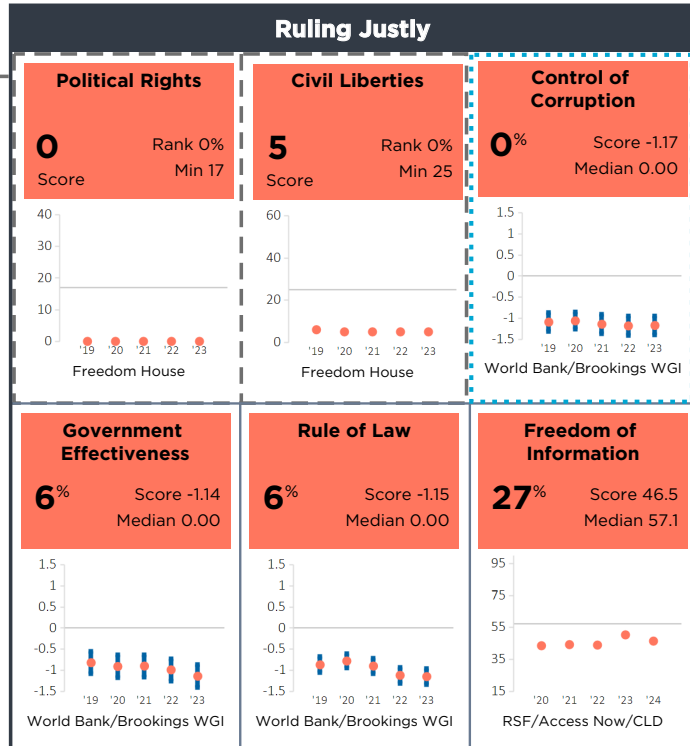 Ruling Justly
Political Rights
0
Score
Rank 0%
Min 17
40
30
20
10
0
'19 '20 '21 '22 '23
Freedom House
Civil Liberties
5
Score
Rank 0%
Min 25
60
40
20
0
'19 '20 '21 '22 '23
Freedom House
Control of
Corruption
0%
Score -1.17
Median 0.00
1.5
1
0.5
0
-0.5
-1
-1.5
'19 '20 '21 '22 '23
World Bank/Brookings WGI
Government
Effectiveness
6%
Score -1.14
Median 0.00
1.5
1
0.5
0
-0.5
-1
-1.5
'19 '20 '21 '22 '23
World Bank/Brookings WGI
Rule of Law
6%
Score -1.15
Median 0.00
1.5
1
0.5
0
-0.5
-1
-1.5
'19 '20 '21 '22 '23
World Bank/Brookings WGI
Freedom of
Information
27%
Score 46.5
Median 57.1
95
75
55
35
15
'20 '21 '22 '23 '24
RSF/Access Now/CLD